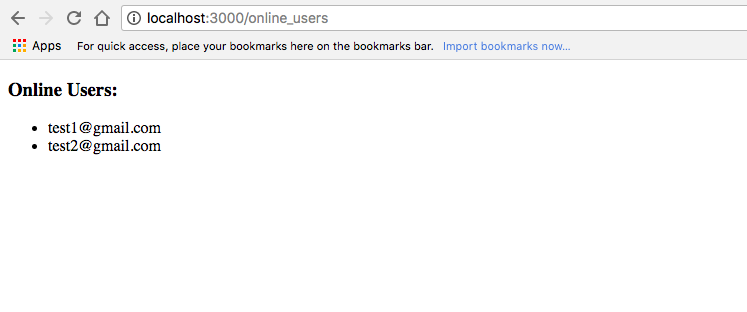 localhost:3000/online_users
Apps For quick access, place your bookmarks here on the bookmarks bar. Import bookmarks now...
Online Users:
• test1@gmail.com
• test2@gmail.com